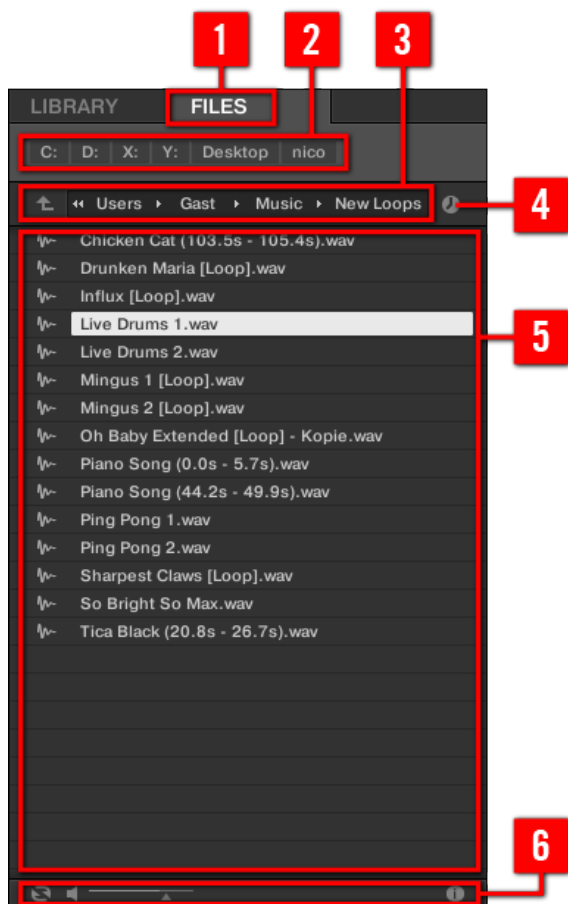 1 2 3
LIBRARY FILES
C: D: X: Y: Desktop nico
Users Gast Music New Loops 4
Chicken Cat (103.5s - 105.4s).wav
Drunken Maria [Loop].wav
Influx [Loop].wav
Live Drums 1.wav 5
Live Drums 2.wav
Mingus 1 [Loop].wav
Mingus 2 [Loop].wav
Oh Baby Extended [Loop] - Kopie.wav
Piano Song (0.0s - 5.7s).wav
Piano Song (44.2s - 49.9s).wav
Ping Pong 1.wav
Ping Pong 2.wav
Sharpest Claws [Loop].wav
So Bright So Max.wav
Tica Black (20.8s - 26.7s).wav
6